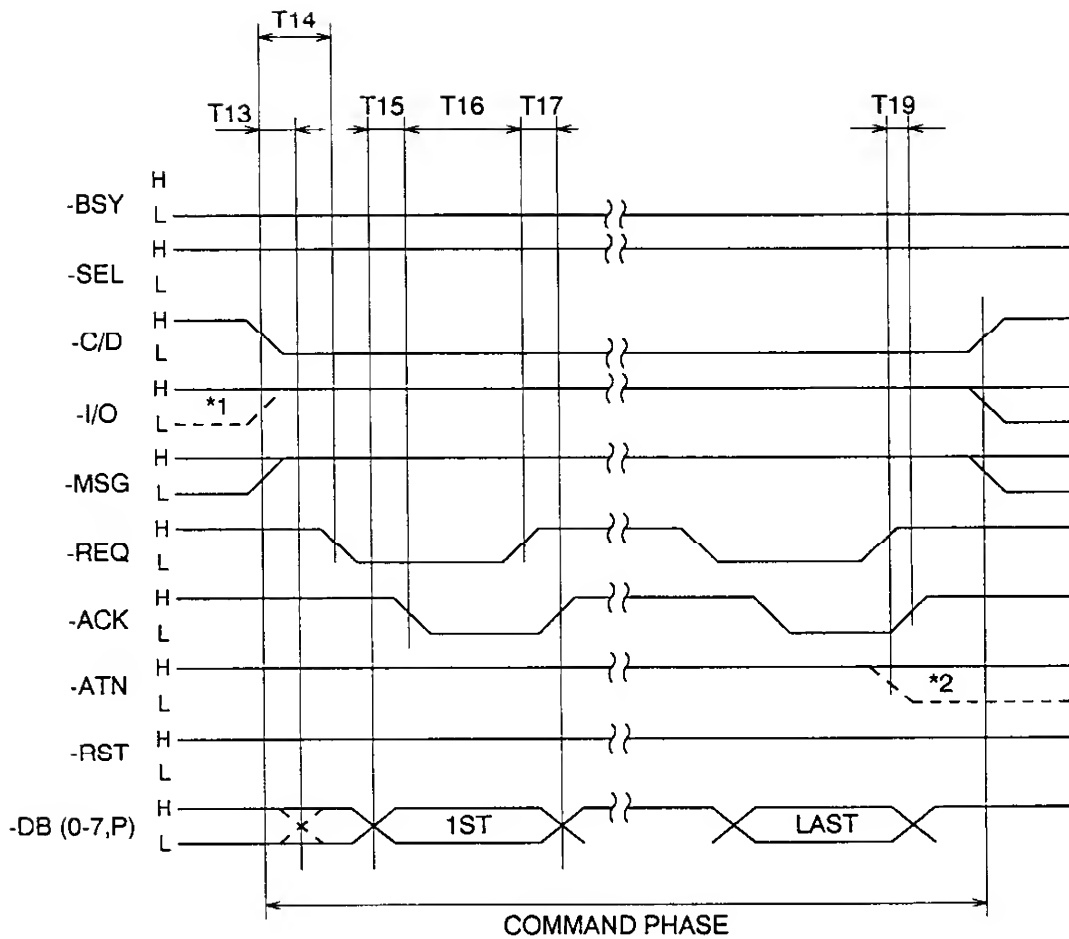 T14
T13 T15 T16 T17 T19
H
-BSY
L
H
-SEL
L
H
-C/D
L
H
*1
-I/O
L
H
-MSG
L
H
-REQ
L
H
-ACK
L
H
-ATN
*2
L
H
-RST
L
H
-DB (0-7,P) 1ST LAST
L
COMMAND PHASE